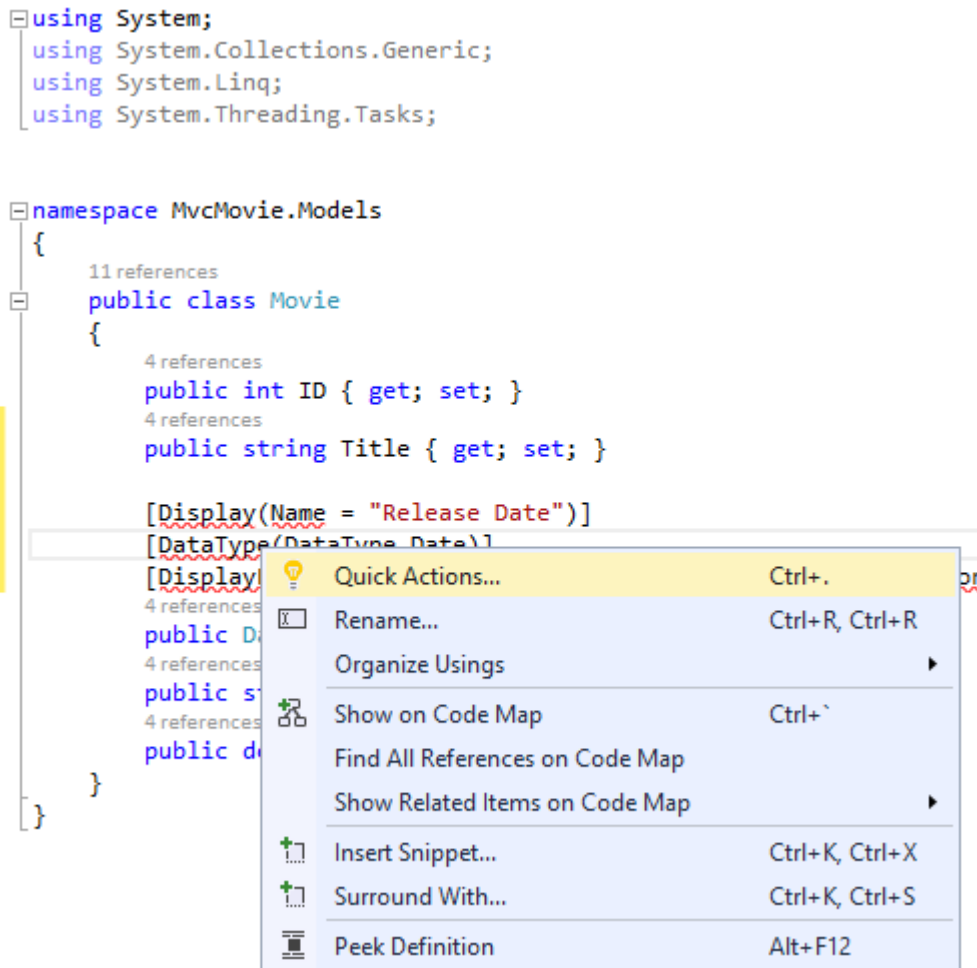 using System;
using System.Collections.Generic;
using System.Linq;
using System.Threading.Tasks;
namespace MvcMovie.Models
{
11 references
public class Movie
{
4 references
public int ID { get; set; }
4 references
public string Title { get; set; }
[Display(Name = "Release Date")]
[DataType(DataType.Date)]
[Display
4 references
public
4 references
public
4 references
public
}
}
Quick Actions... Ctrl+.
Rename... Ctrl+R, Ctrl+R
Organize Usings
Show on Code Map Ctrl+`
Find All References on Code Map
Show Related Items on Code Map
Insert Snippet... Ctrl+K, Ctrl+X
Surround With... Ctrl+K, Ctrl+S
Peek Definition Alt+F12